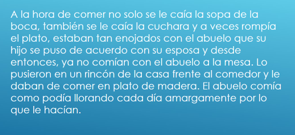 A la hora de comer no solo se le caía la sopa de la
boca, también se le caía la cuchara y a veces rompía
el plato, estaban tan enojados con el abuelo que su
hijo se puso de acuerdo con su esposa y desde
entonces, ya no comían con el abuelo a la mesa. Lo
pusieron en un rincón de la casa frente al comedor y le
daban de comer en plato de madera. El abuelo comía
como podía llorando cada día amargamente por lo
que le hacían.